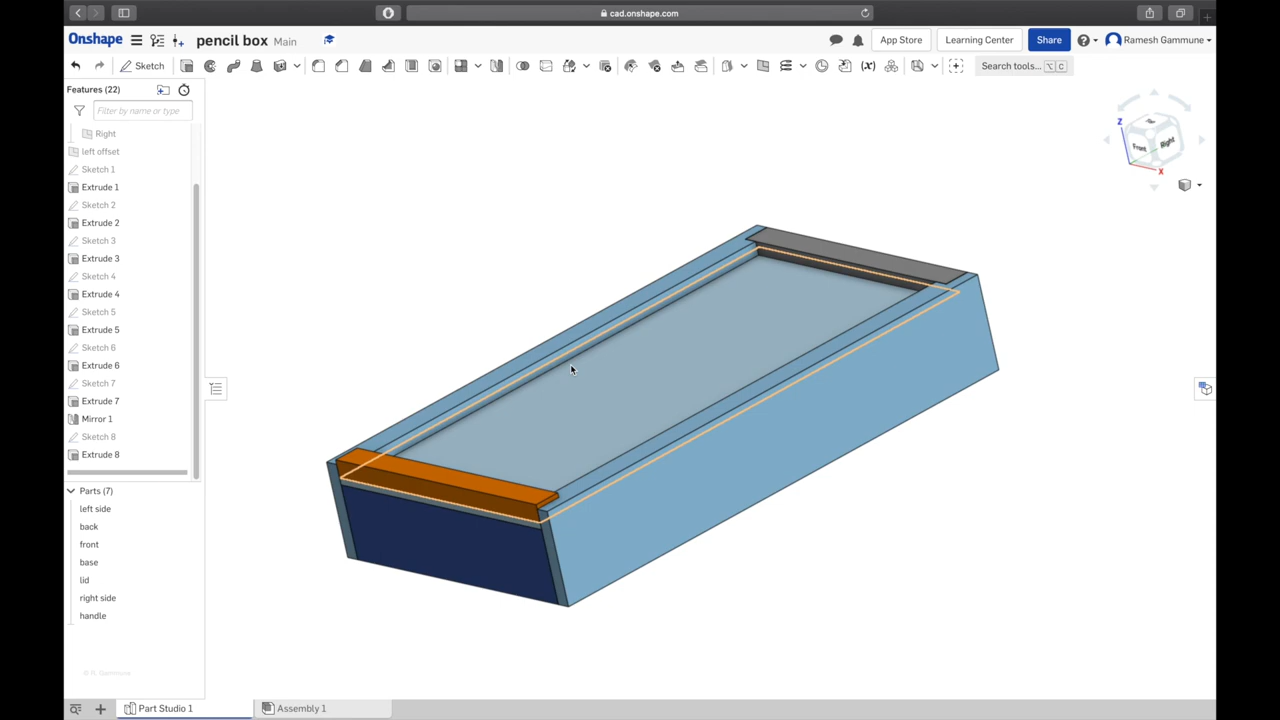 cad.onshape.com
Onshape
pencil box Main
App Store
Learning Center
Share
Ramesh Gammune
Sketch
Search tools... ⌥ C
Features (22)
Filter by name or type
Right
left offset
Sketch 1
Extrude 1
Sketch 2
Extrude 2
Sketch 3
Extrude 3
Sketch 4
Extrude 4
Sketch 5
Extrude 5
Sketch 6
Extrude 6
Sketch 7
Extrude 7
Mirror 1
Sketch 8
Extrude 8
Parts (7)
left side
back
front
base
lid
right side
handle
© R. Gammune
Z
Front
Right
X
Part Studio 1
Assembly 1